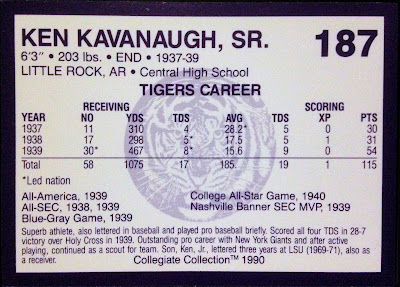 KEN KAVANAUGH, SR. 187
6'3" • 203 lbs. • END • 1937-39
LITTLE ROCK, AR • Central High School
TIGERS CAREER
RECEIVING SCORING
YEAR NO YDS TDS AVG TDS XP PTS
1937 11 310 4 28.2* 5 0 30
1938 17 298 5* 17.5 5 1 31
1939 30* 467 8* 15.6 9 0 54
Total 58 1075 17 185. 19 1 115
*Led nation
All-America, 1939 College All-Star Game, 1940
All-SEC, 1938, 1939 Nashville Banner SEC MVP, 1939
Blue-Gray Game, 1939
Superb athlete, also lettered in baseball and played pro baseball briefly. Scored all four TDS in 28-7
victory over Holy Cross in 1939. Outstanding pro career with New York Giants and after active
playing, continued as a scout for team. Son, Ken, Jr., lettered three years at LSU (1969-71), also as
a receiver.
Collegiate Collection™ 1990